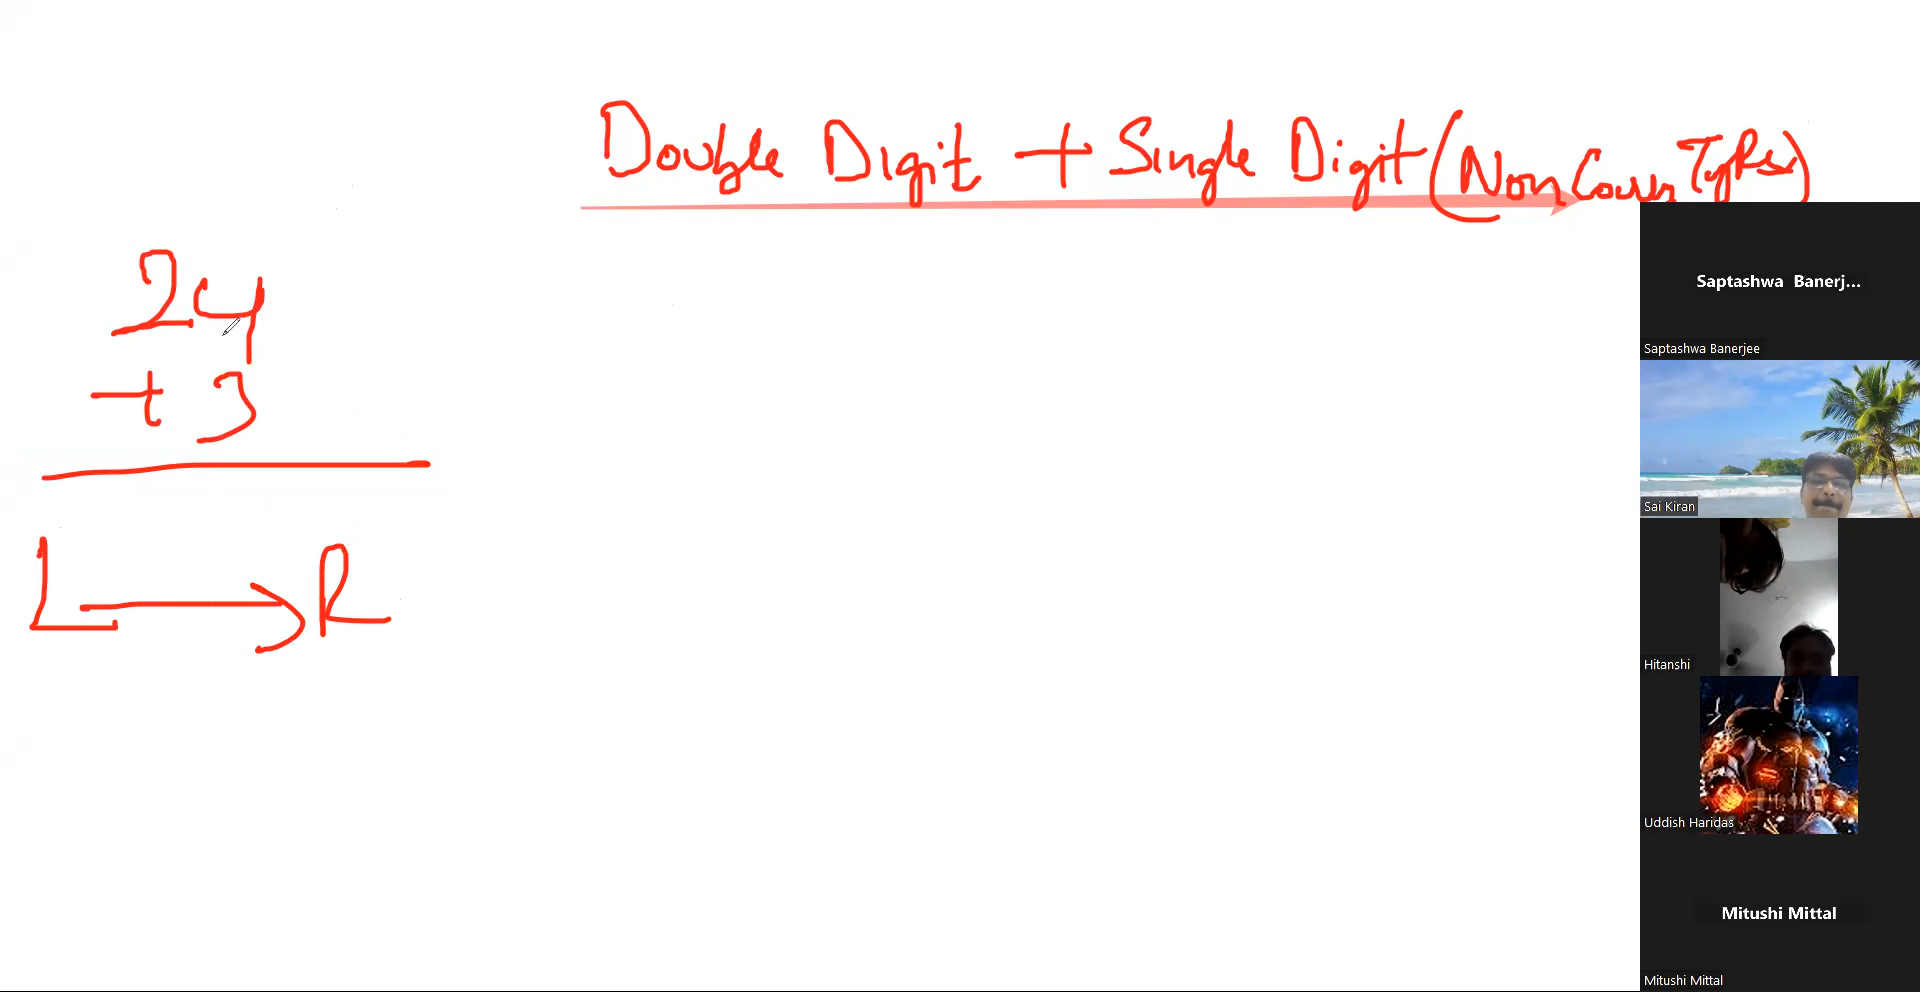 Double Digit + Single Digit (Non Carry Types)
24
+ 3
L → R
Saptashwa Banerj...
Saptashwa Banerjee
Sai Kiran
Hitanshi
Uddish Haridas
Mitushi Mittal
Mitushi Mittal